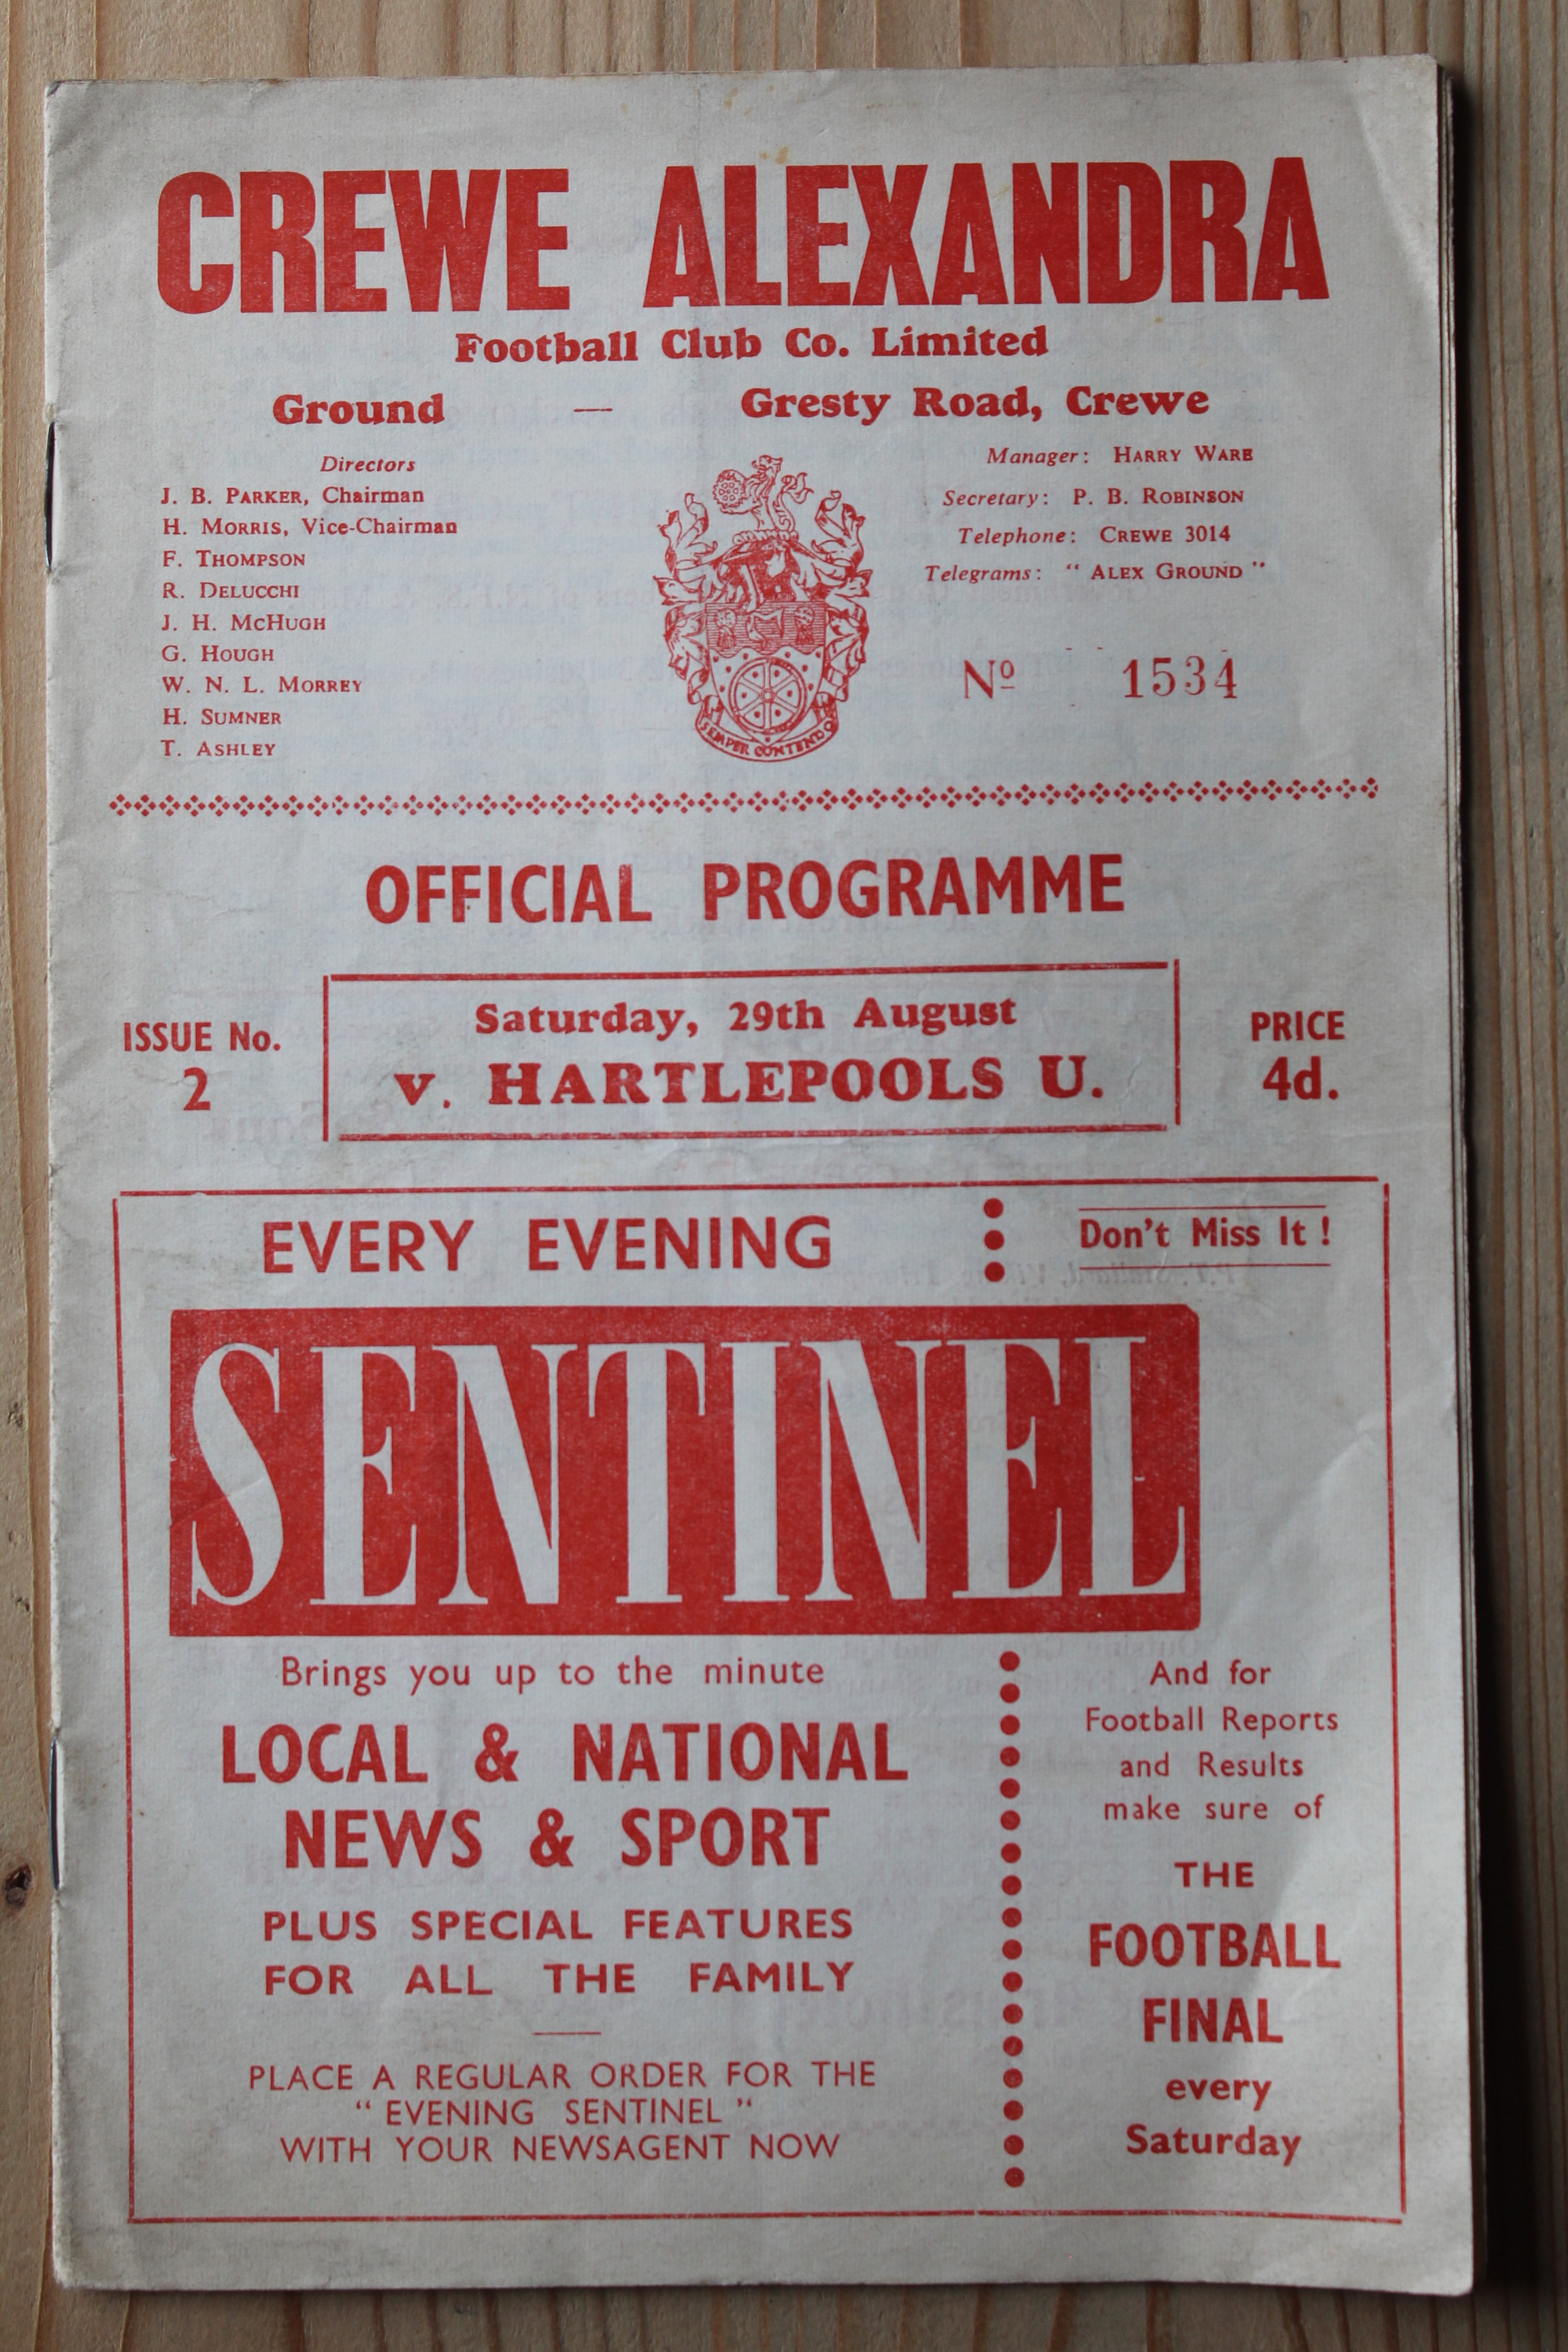 CREWE ALEXANDRA
Football Club Co. Limited
Ground — Gresty Road, Crewe
Directors
J. B. PARKER, Chairman
H. MORRIS, Vice-Chairman
F. THOMPSON
R. DELUCCHI
J. H. McHUGH
G. HOUGH
W. N. L. MORREY
H. SUMNER
T. ASHLEY
SEMPER CONTENDO
Manager: HARRY WARE
Secretary: P. B. ROBINSON
Telephone: CREWE 3014
Telegrams: "ALEX GROUND"
Nº 1534
OFFICIAL PROGRAMME
ISSUE No.
2
Saturday, 29th August
v. HARTLEPOOLS U.
PRICE
4d.
EVERY EVENING
Don't Miss It!
SENTINEL
Brings you up to the minute
LOCAL & NATIONAL
NEWS & SPORT
PLUS SPECIAL FEATURES
FOR ALL THE FAMILY
PLACE A REGULAR ORDER FOR THE
"EVENING SENTINEL"
WITH YOUR NEWSAGENT NOW
And for
Football Reports
and Results
make sure of
THE
FOOTBALL
FINAL
every
Saturday